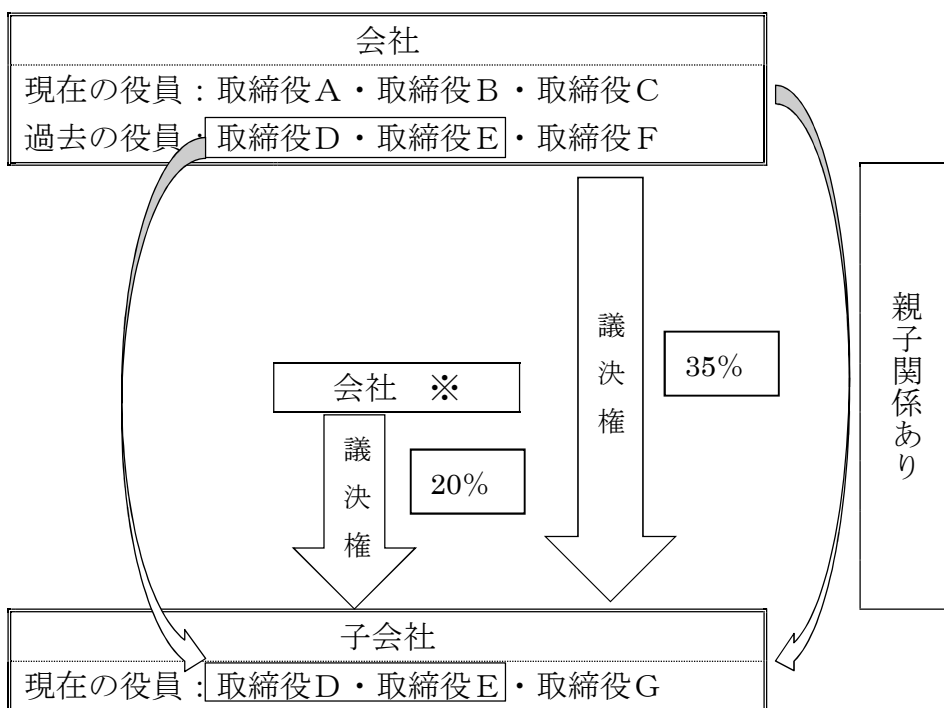 会社
現在の役員：取締役A・取締役B・取締役C
過去の役員：取締役D・取締役E・取締役F
議決権
35%
親子関係あり
会社　※
議決権
20%
子会社
現在の役員：取締役D・取締役E・取締役G